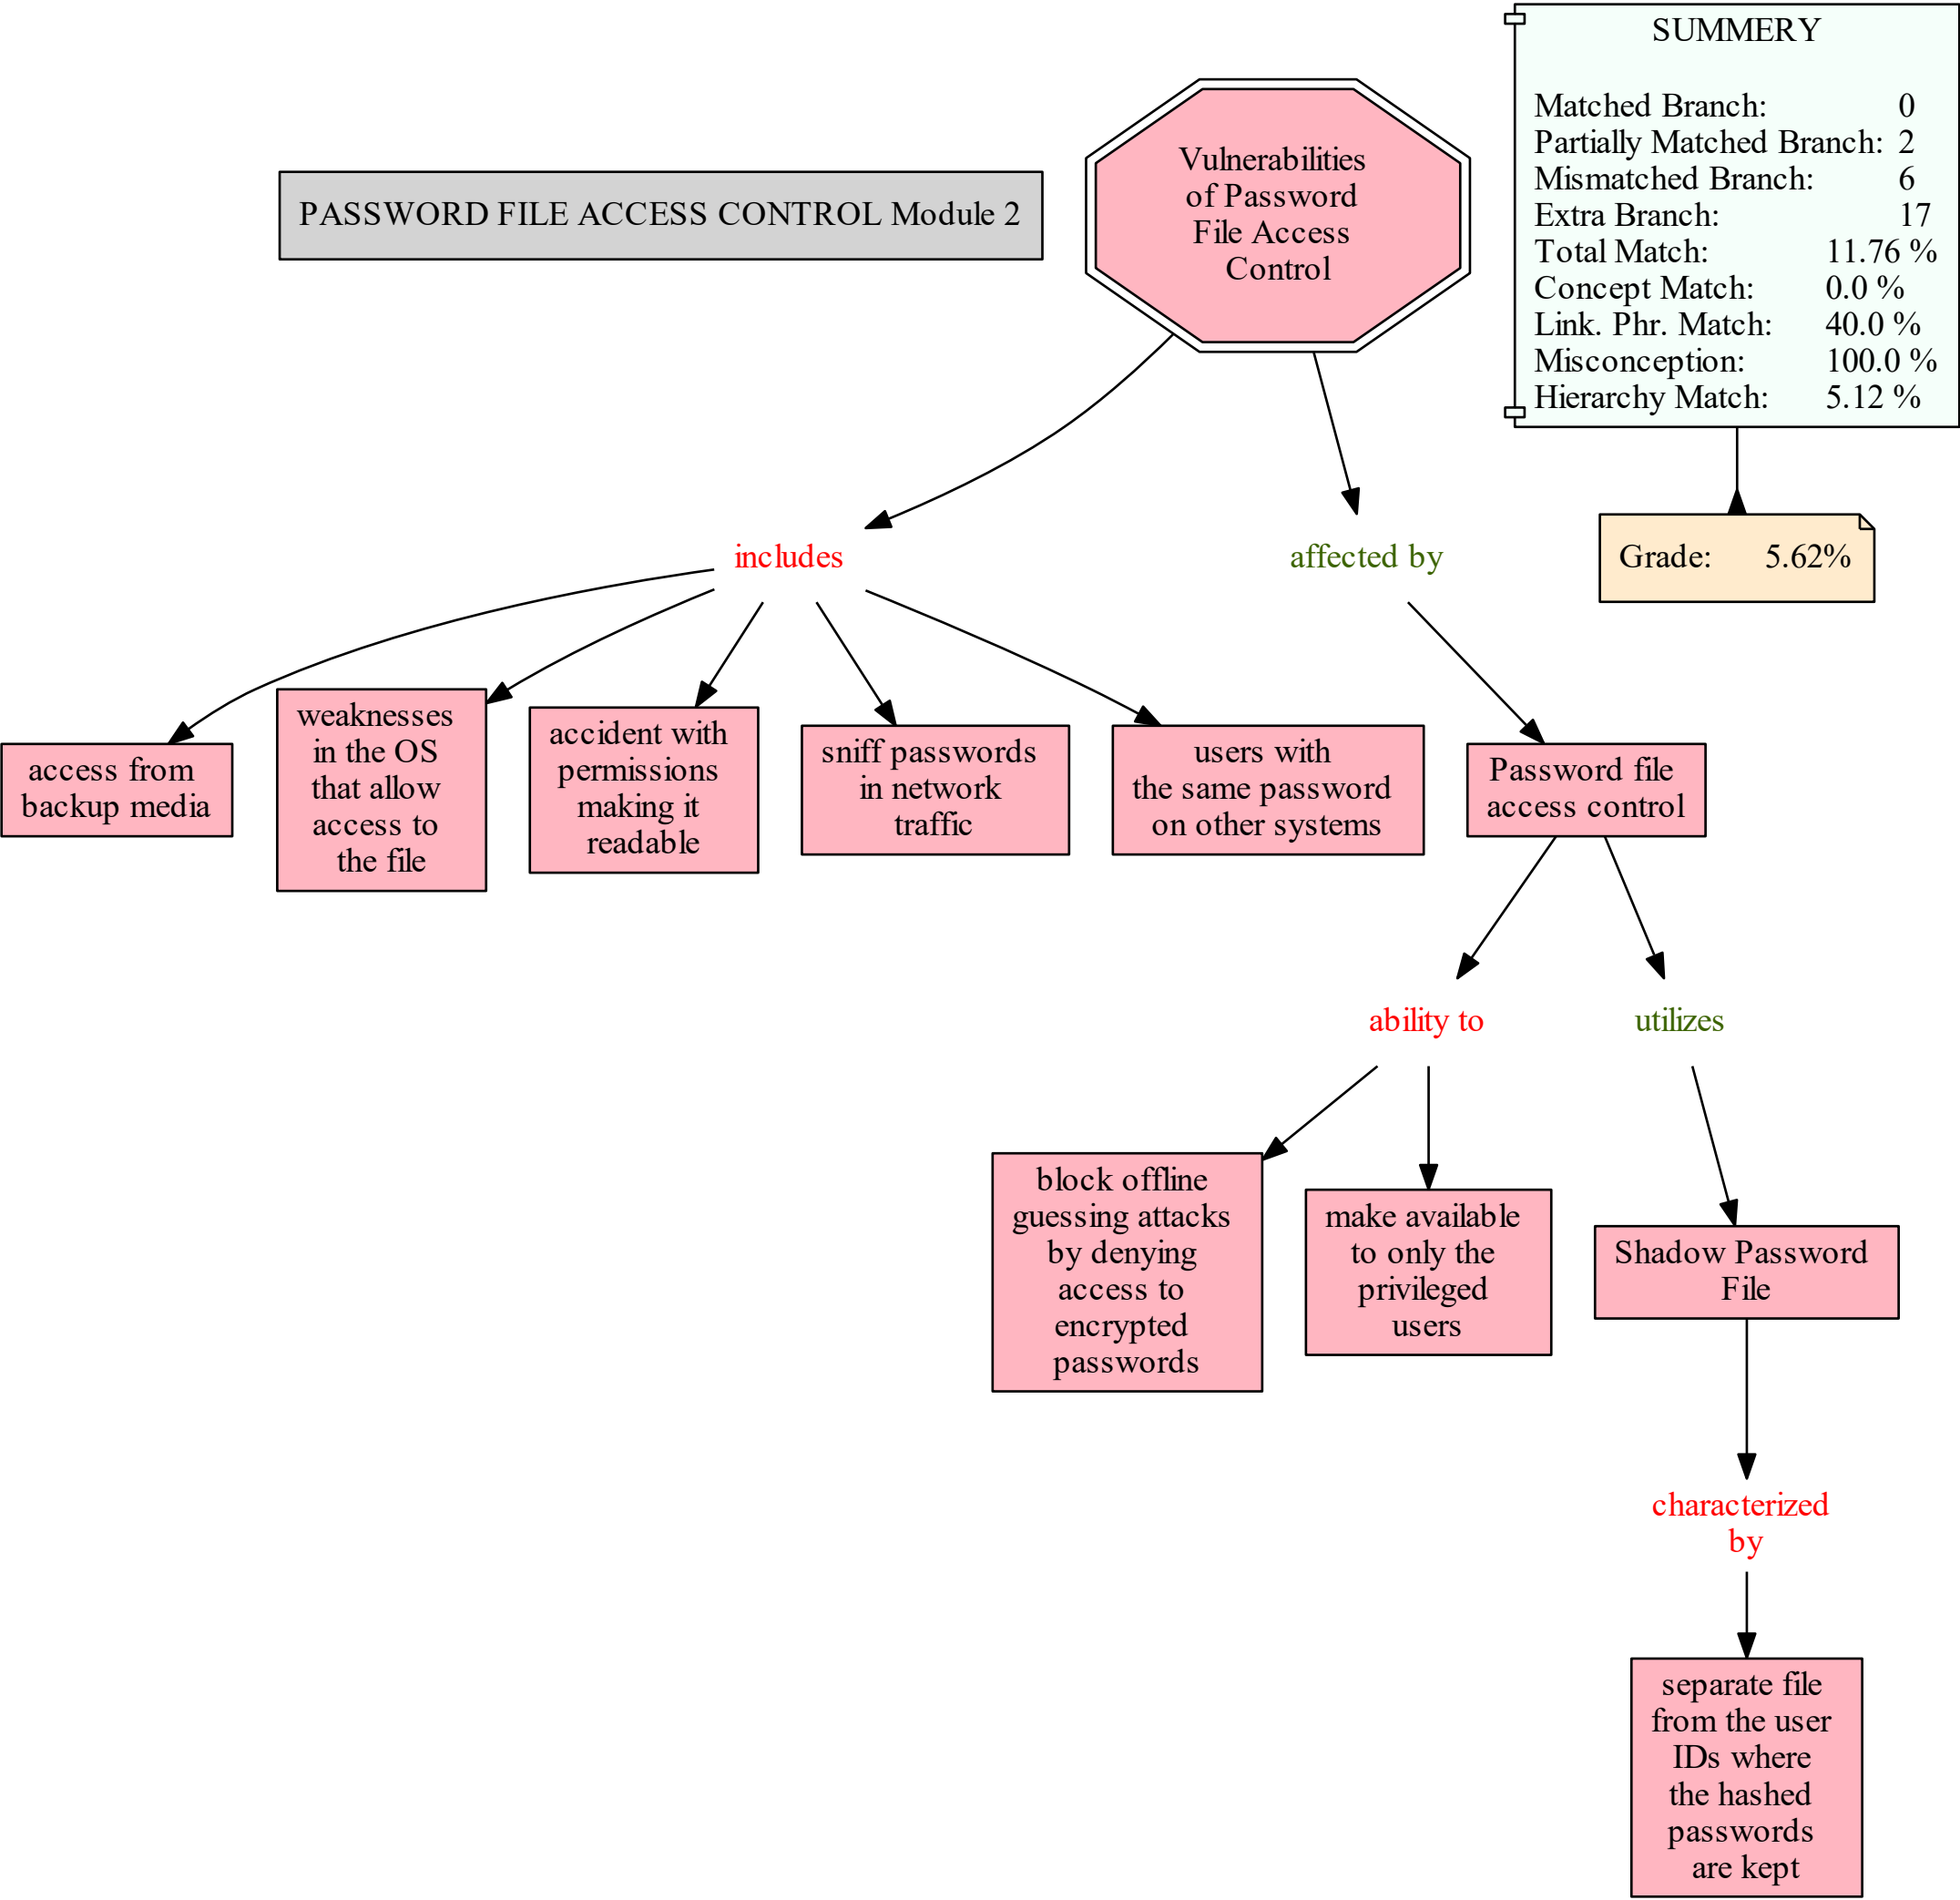 PASSWORD FILE ACCESS CONTROL Module 2
Vulnerabilities
of Password
File Access
Control
SUMMERY
Matched Branch: 0
Partially Matched Branch: 2
Mismatched Branch: 6
Extra Branch: 17
Total Match: 11.76 %
Concept Match: 0.0 %
Link. Phr. Match: 40.0 %
Misconception: 100.0 %
Hierarchy Match: 5.12 %
Grade: 5.62%
includes
affected by
access from
backup media
weaknesses
in the OS
that allow
access to
the file
accident with
permissions
making it
readable
sniff passwords
in network
traffic
users with
the same password
on other systems
Password file
access control
ability to
utilizes
block offline
guessing attacks
by denying
access to
encrypted
passwords
make available
to only the
privileged
users
Shadow Password
File
characterized
by
separate file
from the user
IDs where
the hashed
passwords
are kept